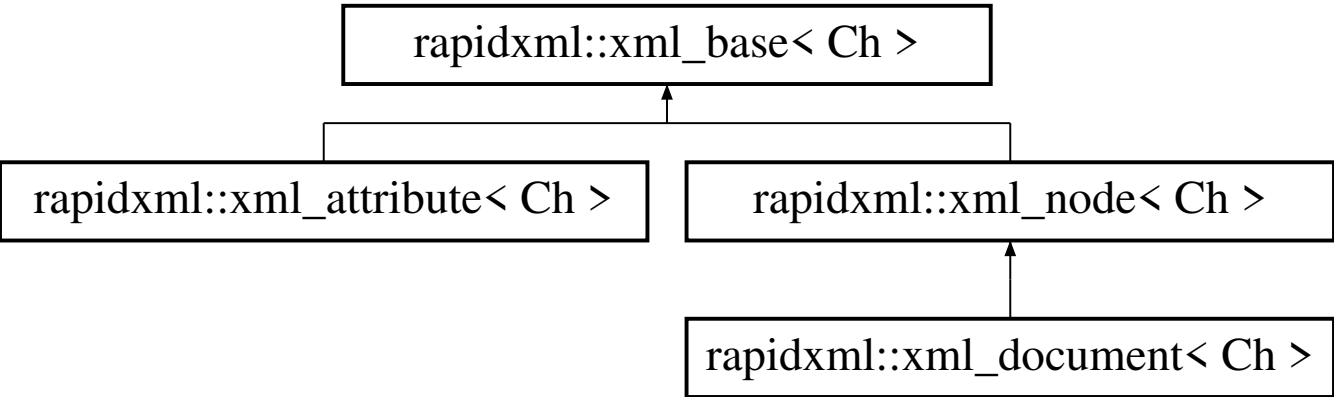 rapidxml::xml_base< Ch >
rapidxml::xml_attribute< Ch >
rapidxml::xml_node< Ch >
rapidxml::xml_document< Ch >